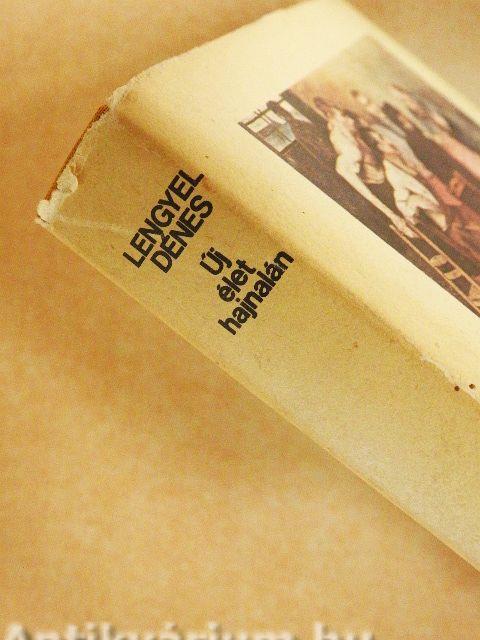 LENGYEL
DÉNES
Új
élet
hajnalán
Antikvárium.hu